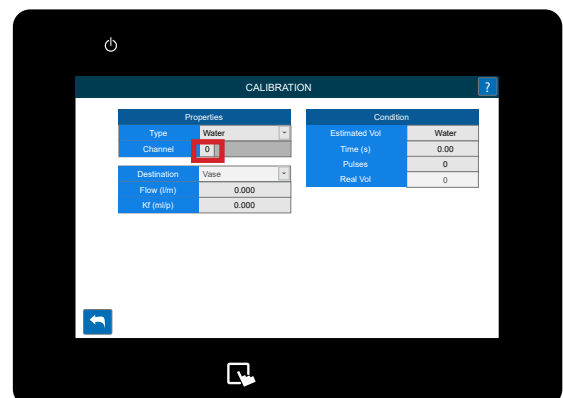 CALIBRATION ?
Properties
Type Water
Channel 0
Destination Vase
Flow (l/m) 0.000
Kf (ml/p) 0.000
Condition
Estimated Vol Water
Time (s) 0.00
Pulses 0
Real Vol 0